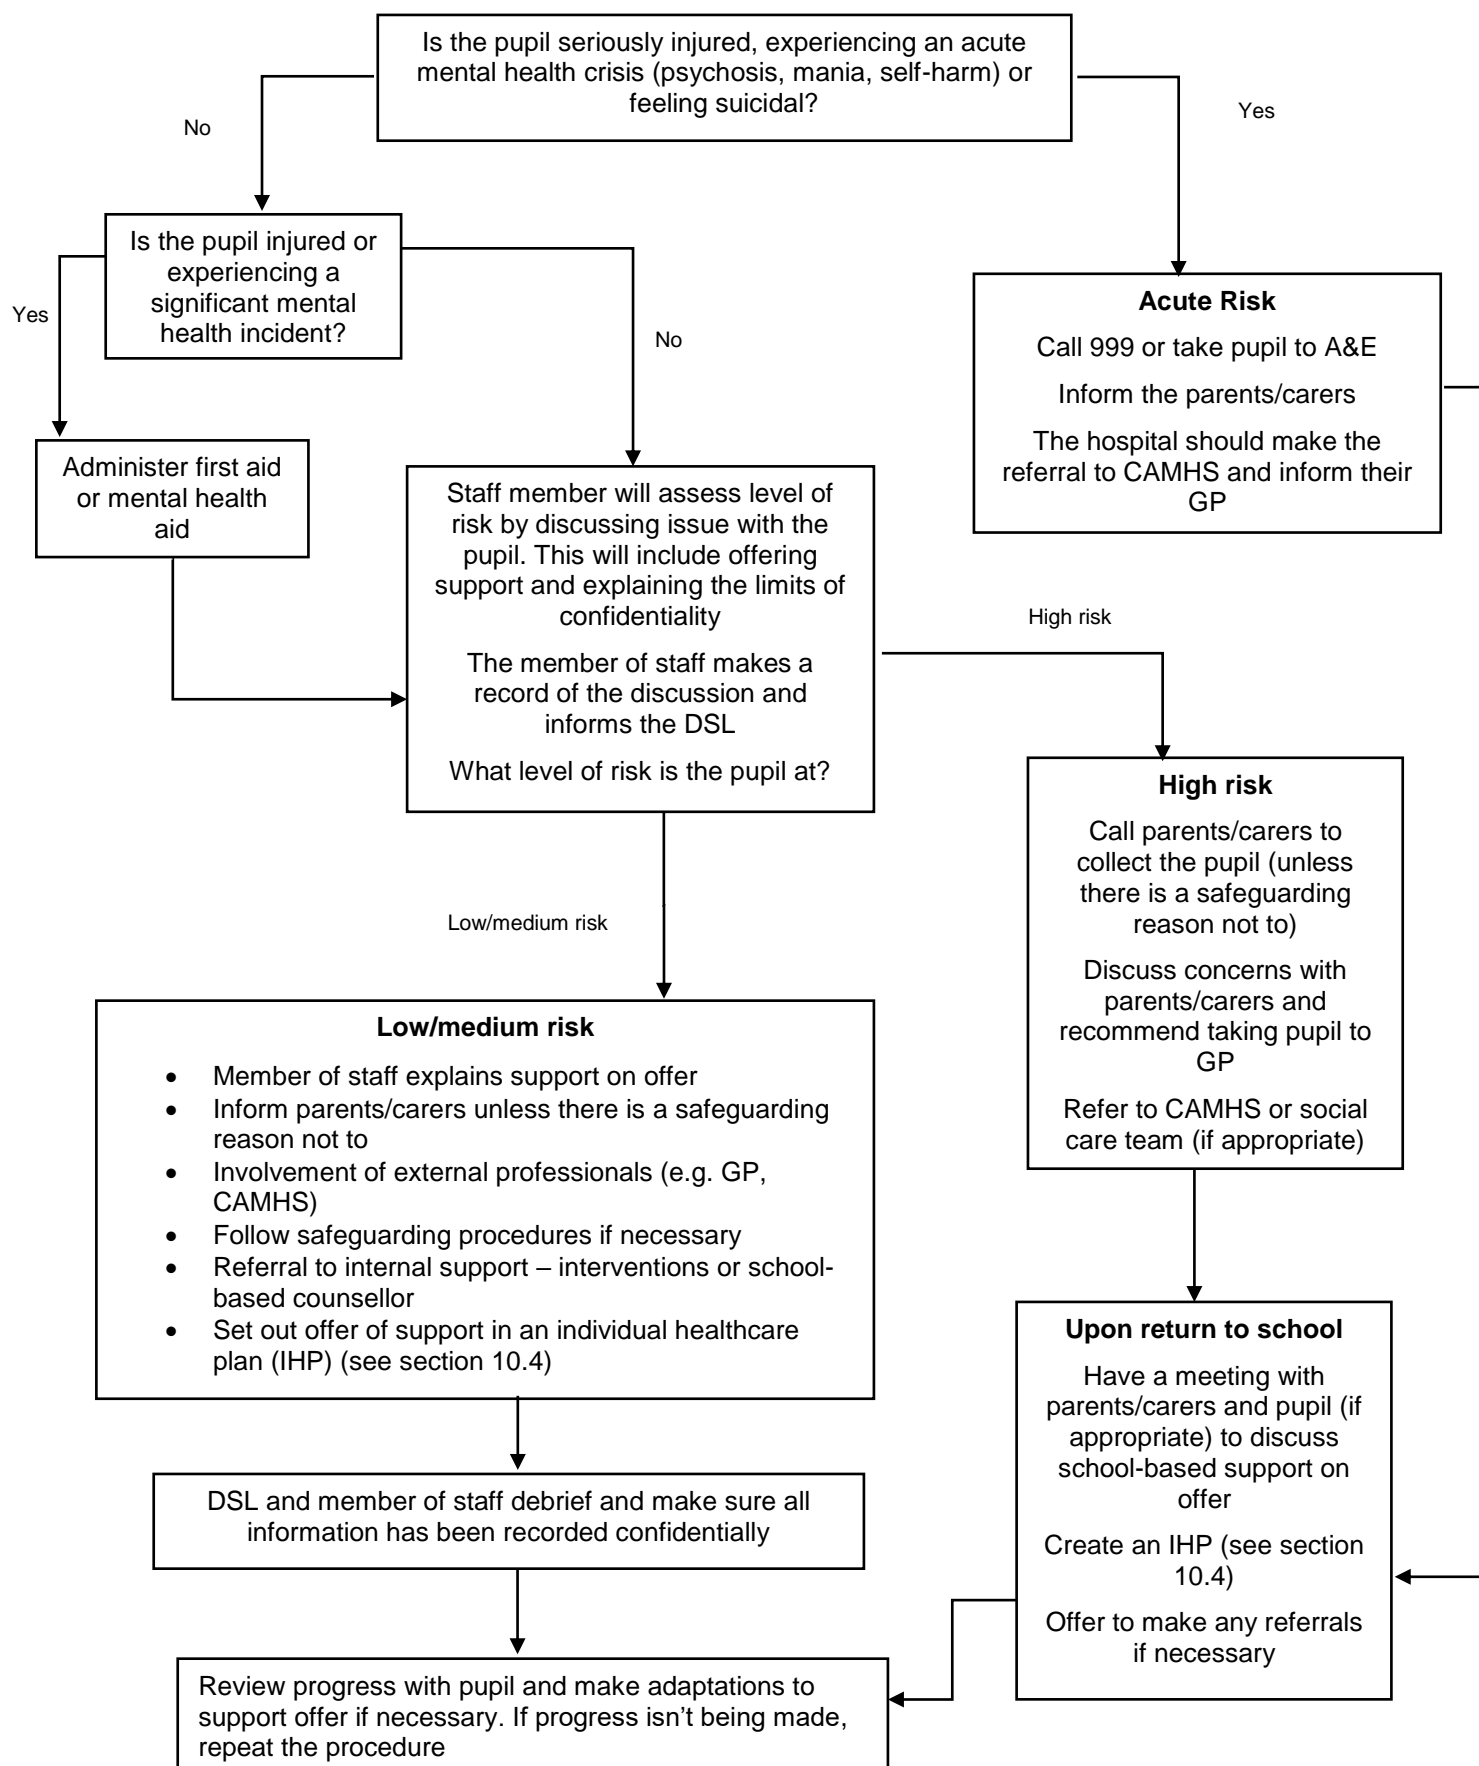 Is the pupil seriously injured, experiencing an acute
mental health crisis (psychosis, mania, self-harm) or
feeling suicidal?
No
Yes
Is the pupil injured or
experiencing a
significant mental
health incident?
Yes
No
Acute Risk
Call 999 or take pupil to A&E
Inform the parents/carers
The hospital should make the
referral to CAMHS and inform their
GP
Administer first aid
or mental health
aid
Staff member will assess level of
risk by discussing issue with the
pupil. This will include offering
support and explaining the limits of
confidentiality
The member of staff makes a
record of the discussion and
informs the DSL
What level of risk is the pupil at?
High risk
High risk
Call parents/carers to
collect the pupil (unless
there is a safeguarding
reason not to)
Discuss concerns with
parents/carers and
recommend taking pupil to
GP
Refer to CAMHS or social
care team (if appropriate)
Low/medium risk
Low/medium risk
• Member of staff explains support on offer
• Inform parents/carers unless there is a safeguarding
reason not to
• Involvement of external professionals (e.g. GP,
CAMHS)
• Follow safeguarding procedures if necessary
• Referral to internal support – interventions or school-
based counsellor
• Set out offer of support in an individual healthcare
plan (IHP) (see section 10.4)
Upon return to school
Have a meeting with
parents/carers and pupil (if
appropriate) to discuss
school-based support on
offer
Create an IHP (see section
10.4)
Offer to make any referrals
if necessary
DSL and member of staff debrief and make sure all
information has been recorded confidentially
Review progress with pupil and make adaptations to
support offer if necessary. If progress isn't being made,
repeat the procedure